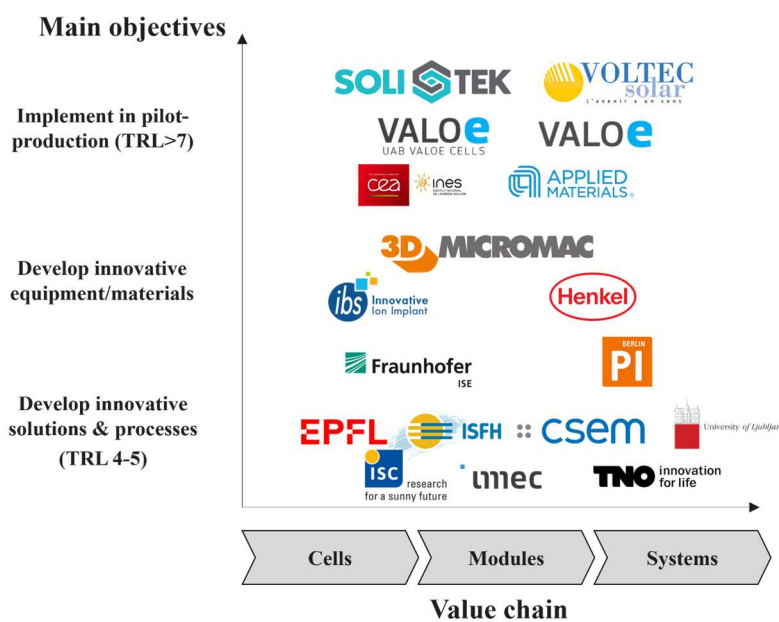 Main objectives
SOLI TEK
VOLTEC
solar
L'avenir a un sens
Implement in pilot-
production (TRL>7)
VALOe
UAB VALOE CELLS
VALOe
cea
ines
APPLIED
MATERIALS®
3D MICROMAC
Develop innovative
equipment/materials
ibs Innovative
Ion Implant
Henkel
Fraunhofer
ISE
BERLIN
PI
Develop innovative
solutions & processes
(TRL 4-5)
EPFL
ISFH
csem
University of Ljubljan
ISC research
for a sunny future
imec
TNO innovation
for life
Cells
Modules
Systems
Value chain